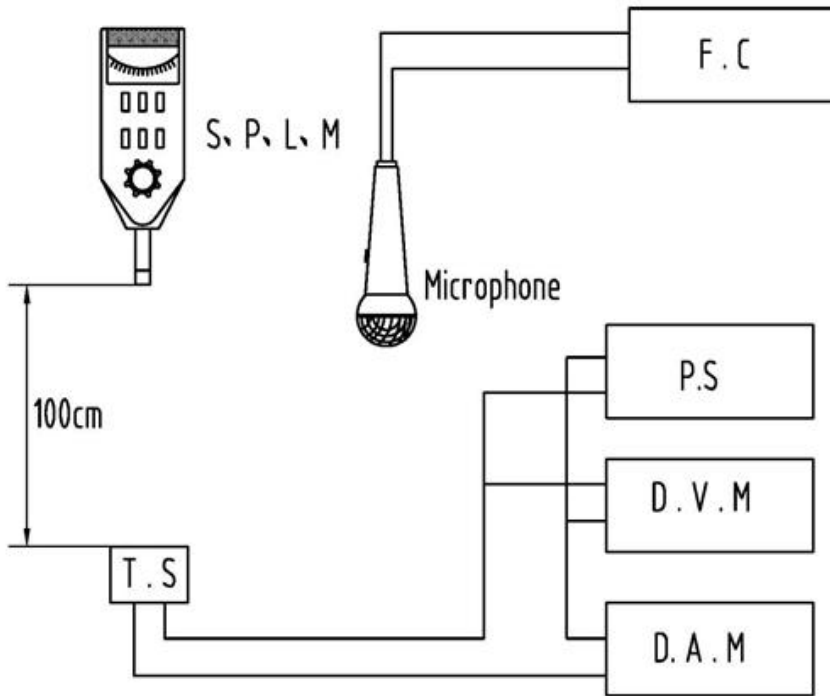 F.C
S、P、L、M
Microphone
P.S
100cm
D.V.M
T.S
D.A.M